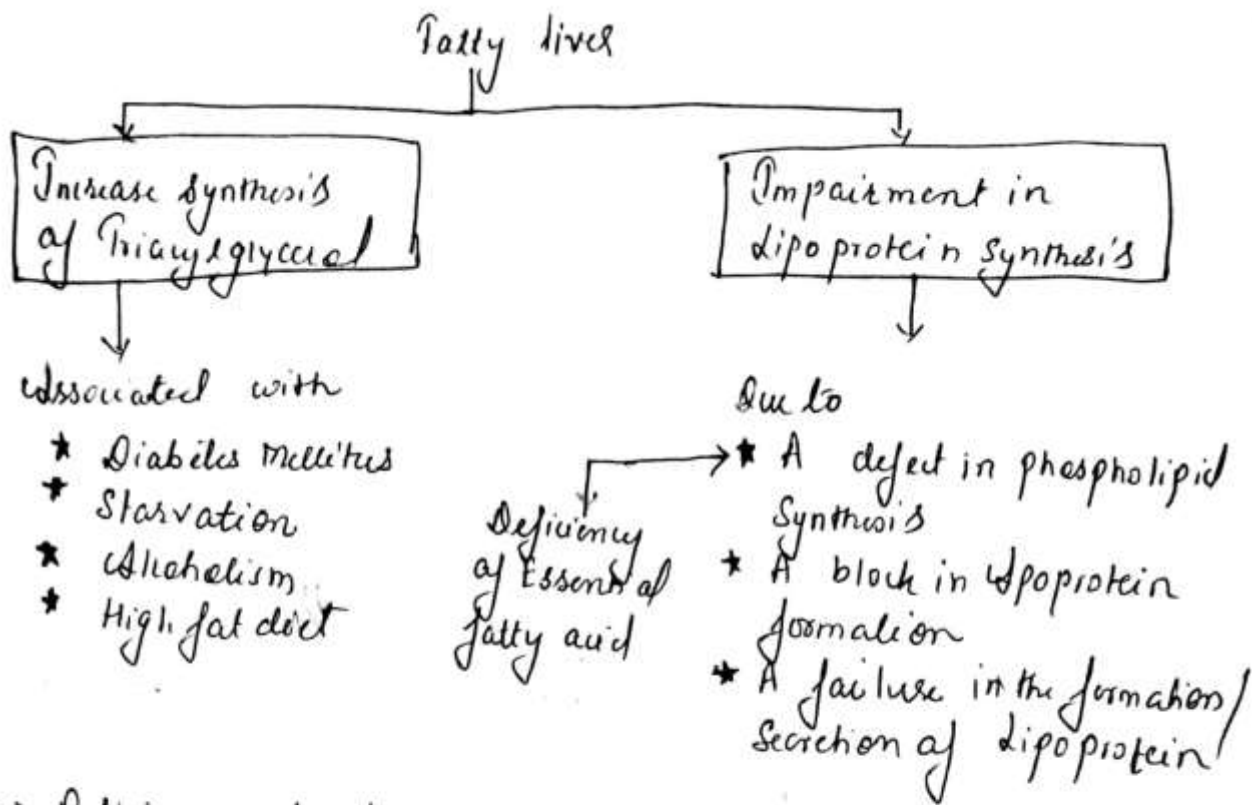 Fatty liver
Increase synthesis
of Triacylglycerol
Impairment in
Lipoprotein synthesis
Associated with
★ Diabetes mellitus
★ Starvation
★ Alcoholism
★ High fat diet
Deficiency
of Essential
fatty acid
Due to
★ A defect in phospholipid
Synthesis
★ A block in Apoprotein
formation
★ A failure in the formation/
Secretion of Lipoprotein